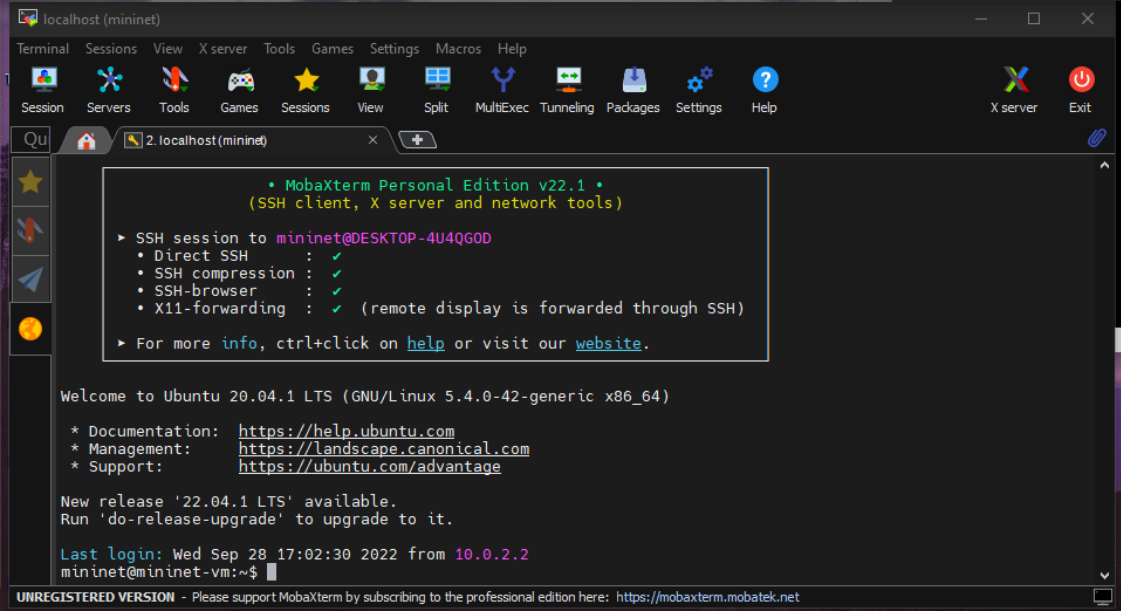 localhost (mininet)
Terminal Sessions View X server Tools Games Settings Macros Help
Session Servers Tools Games Sessions View Split MultiExec Tunneling Packages Settings Help X server Exit
Qu 2. localhost (mininet)
• MobaXterm Personal Edition v22.1 •
(SSH client, X server and network tools)
➤ SSH session to mininet@DESKTOP-4U4QGOD
• Direct SSH : ✔
• SSH compression : ✔
• SSH-browser : ✔
• X11-forwarding : ✔ (remote display is forwarded through SSH)
➤ For more info, ctrl+click on help or visit our website.
Welcome to Ubuntu 20.04.1 LTS (GNU/Linux 5.4.0-42-generic x86_64)
* Documentation: https://help.ubuntu.com
* Management: https://landscape.canonical.com
* Support: https://ubuntu.com/advantage
New release '22.04.1 LTS' available.
Run 'do-release-upgrade' to upgrade to it.
Last login: Wed Sep 28 17:02:30 2022 from 10.0.2.2
mininet@mininet-vm:~$
UNREGISTERED VERSION - Please support MobaXterm by subscribing to the professional edition here: https://mobaxterm.mobatek.net